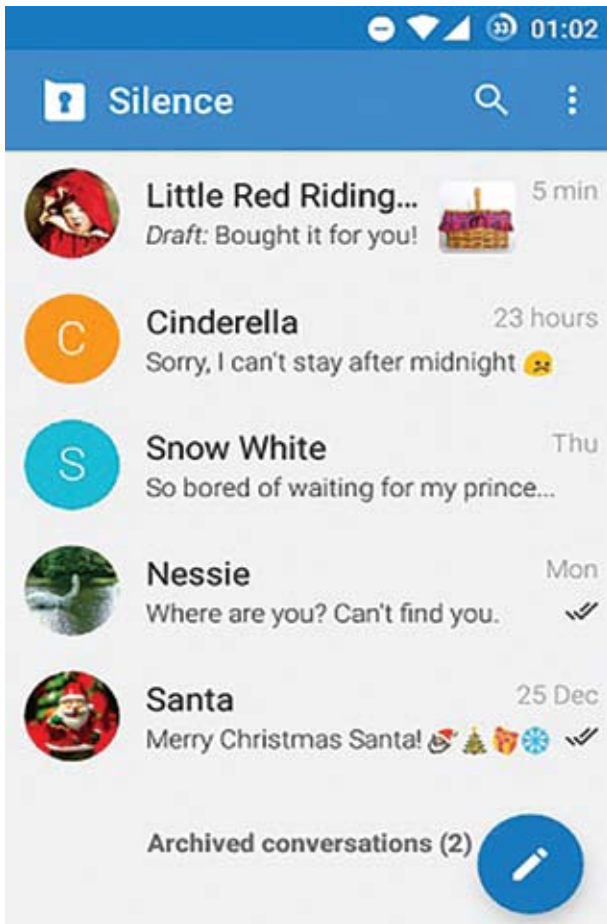 33 01:02
Silence
Little Red Riding... 5 min
Draft: Bought it for you!
C
Cinderella 23 hours
Sorry, I can't stay after midnight
S
Snow White Thu
So bored of waiting for my prince...
Nessie Mon
Where are you? Can't find you.
Santa 25 Dec
Merry Christmas Santa!
Archived conversations (2)